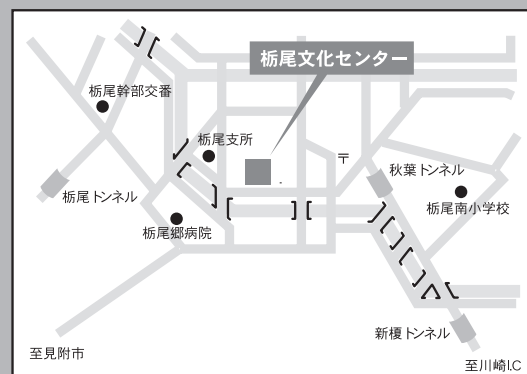 栃尾文化センター
栃尾幹部交番
栃尾支所
〒
秋葉トンネル
栃尾トンネル
栃尾南小学校
栃尾郷病院
新榎トンネル
至見附市
至川崎I.C